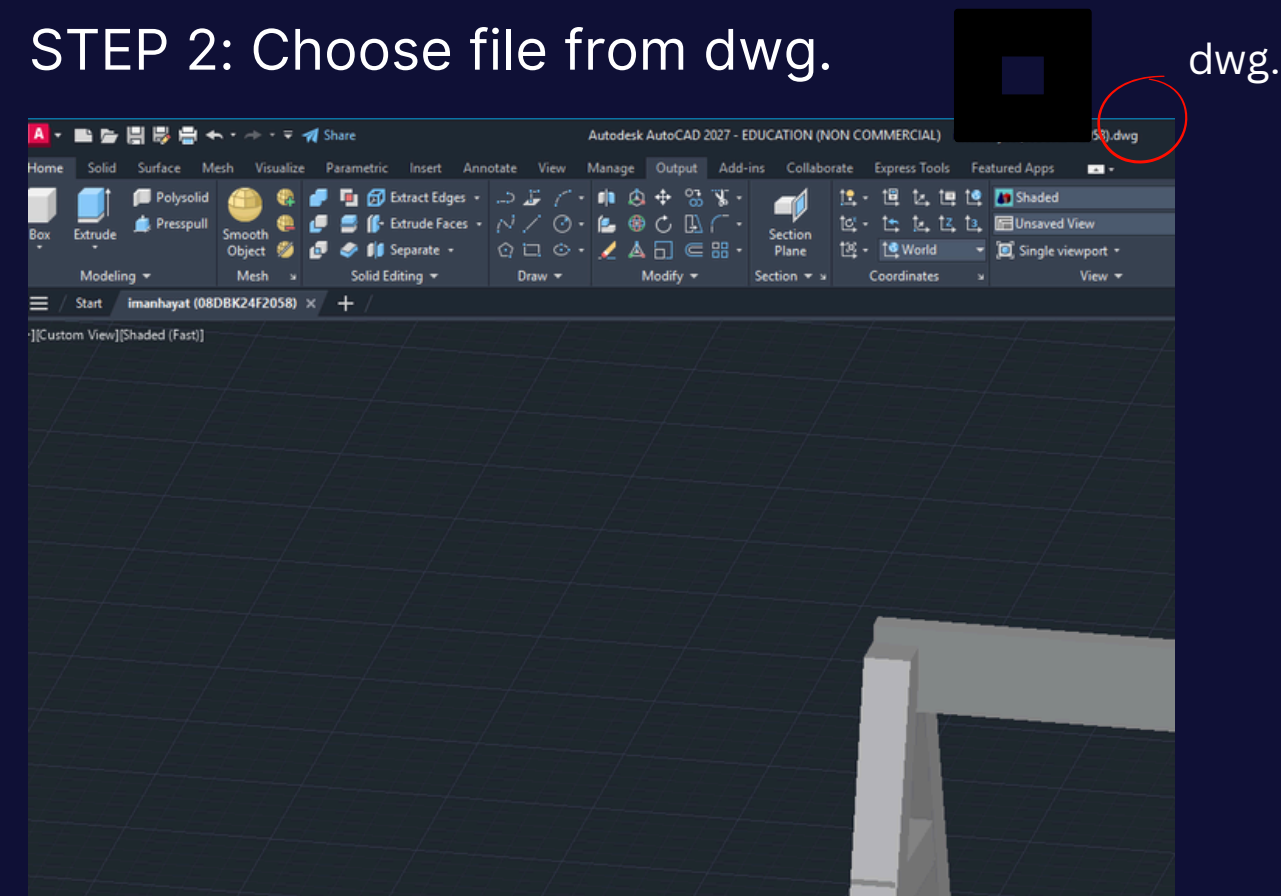 STEP 2: Choose file from dwg.
dwg.
A
Share
Autodesk AutoCAD 2027 - EDUCATION (NON COMMERCIAL)
058).dwg
Home Solid Surface Mesh Visualize Parametric Insert Annotate View Manage Output Add-ins Collaborate Express Tools Featured Apps
Polysolid Extract Edges Shaded
Presspull Extrude Faces Unsaved View
Box Extrude Smooth Object Separate Section Plane World Single viewport
Modeling Mesh Solid Editing Draw Modify Section Coordinates View
Start imanhayat (08DBK24F2058)
][Custom View][Shaded (Fast)]